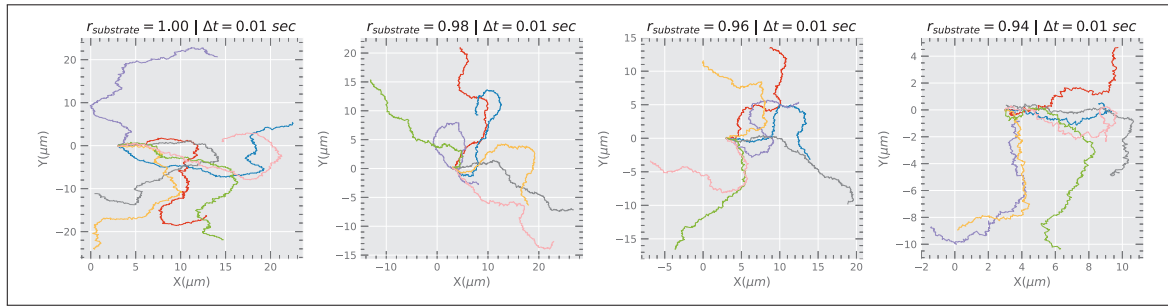 r_substrate = 1.00 | Δt = 0.01 sec
20
10
0
−10
−20
Y(μm)
0 5 10 15 20
X(μm)
r_substrate = 0.98 | Δt = 0.01 sec
20
15
10
5
0
−5
−10
−15
Y(μm)
−10 0 10 20
X(μm)
r_substrate = 0.96 | Δt = 0.01 sec
15
10
5
0
−5
−10
−15
Y(μm)
−5 0 5 10 15 20
X(μm)
r_substrate = 0.94 | Δt = 0.01 sec
4
2
0
−2
−4
−6
−8
−10
Y(μm)
−2 0 2 4 6 8 10
X(μm)